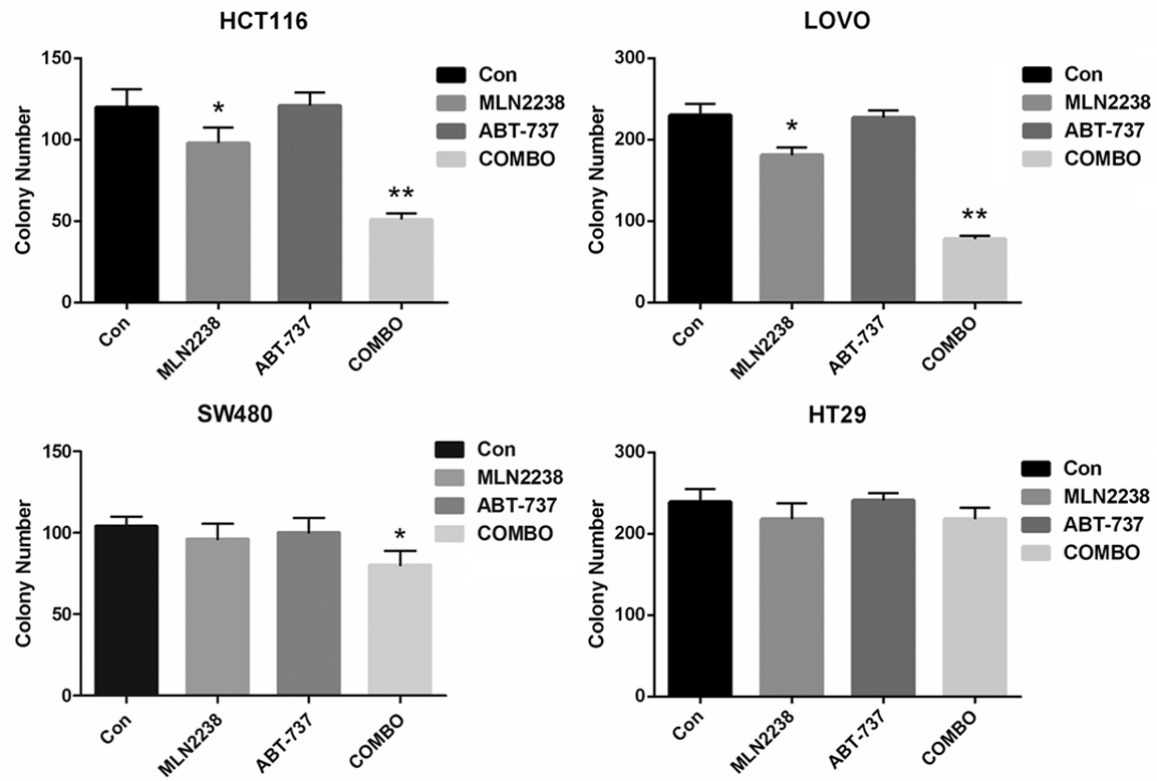 HCT116
Colony Number
150
100
50
0
*
**
Con
MLN2238
ABT-737
COMBO
Con
MLN2238
ABT-737
COMBO
LOVO
Colony Number
300
200
100
0
*
**
Con
MLN2238
ABT-737
COMBO
Con
MLN2238
ABT-737
COMBO
SW480
Colony Number
150
100
50
0
*
Con
MLN2238
ABT-737
COMBO
Con
MLN2238
ABT-737
COMBO
HT29
Colony Number
300
200
100
0
Con
MLN2238
ABT-737
COMBO
Con
MLN2238
ABT-737
COMBO